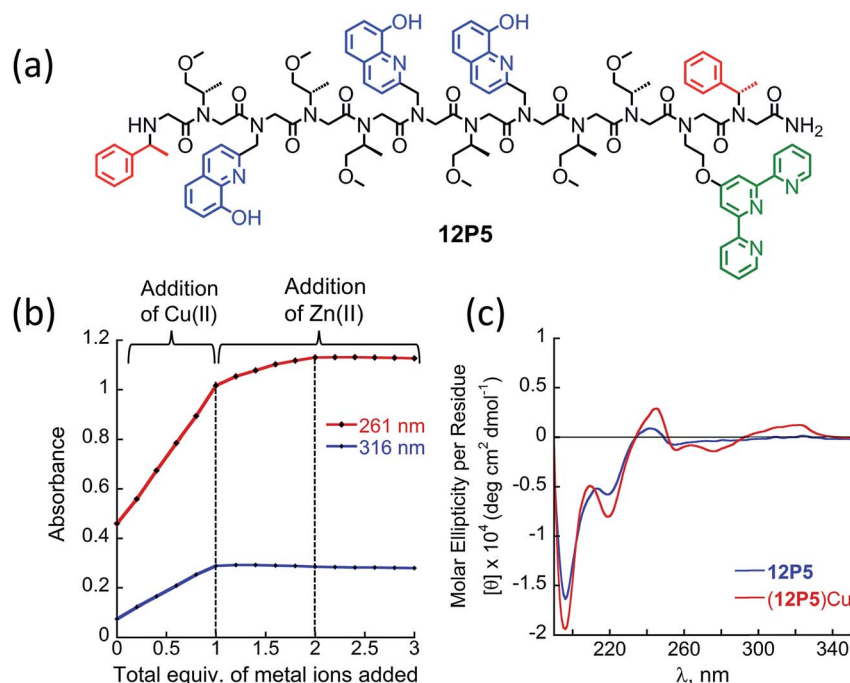 (a)
OH
OH
O
O
O
N
N
O
O
O
O
O
O
HN
N
N
N
N
N
N
N
N
N
N
N
NH2
O
O
O
O
O
O
N
OH
O
O
O
O
N
N
N
12P5
(b)
Addition
of Cu(II)
Addition
of Zn(II)
1.2
1
0.8
0.6
0.4
0.2
0
Absorbance
261 nm
316 nm
0
0.5
1
1.5
2
2.5
3
Total equiv. of metal ions added
(c)
1
0.5
0
-0.5
-1
-1.5
-2
Molar Ellipticity per Residue
[θ] x 10⁴ (deg cm² dmol⁻¹)
12P5
(12P5)Cu
220
260
300
340
λ, nm